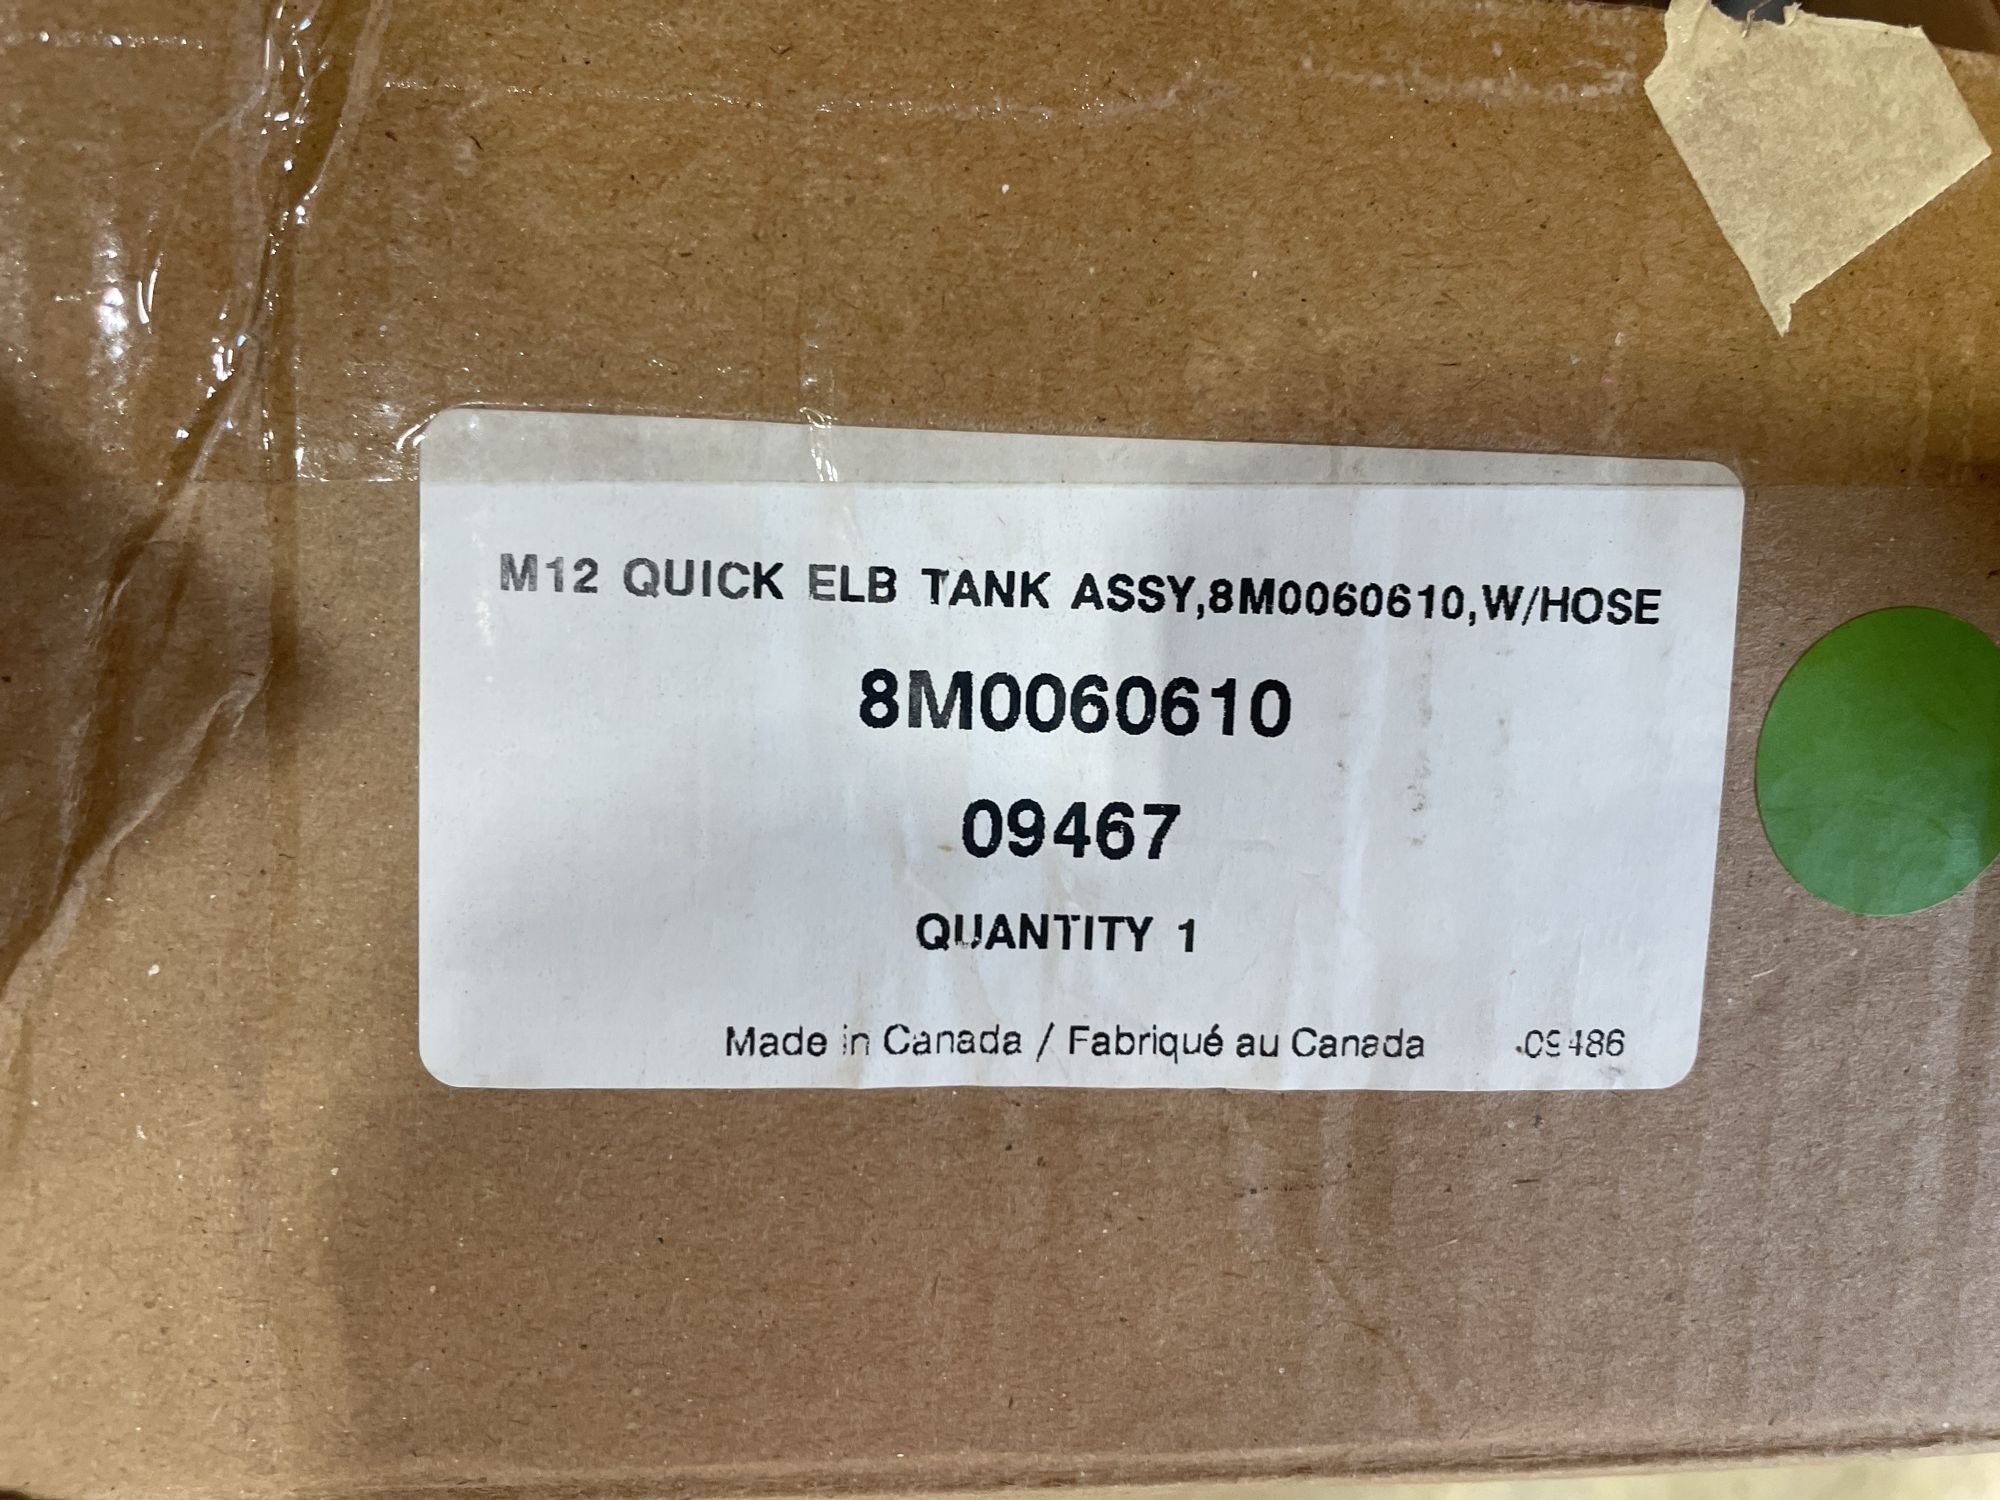 M12 QUICK ELB TANK ASSY,8M0060610,W/HOSE
8M0060610
09467
QUANTITY 1
Made in Canada / Fabriqué au Canada 09486